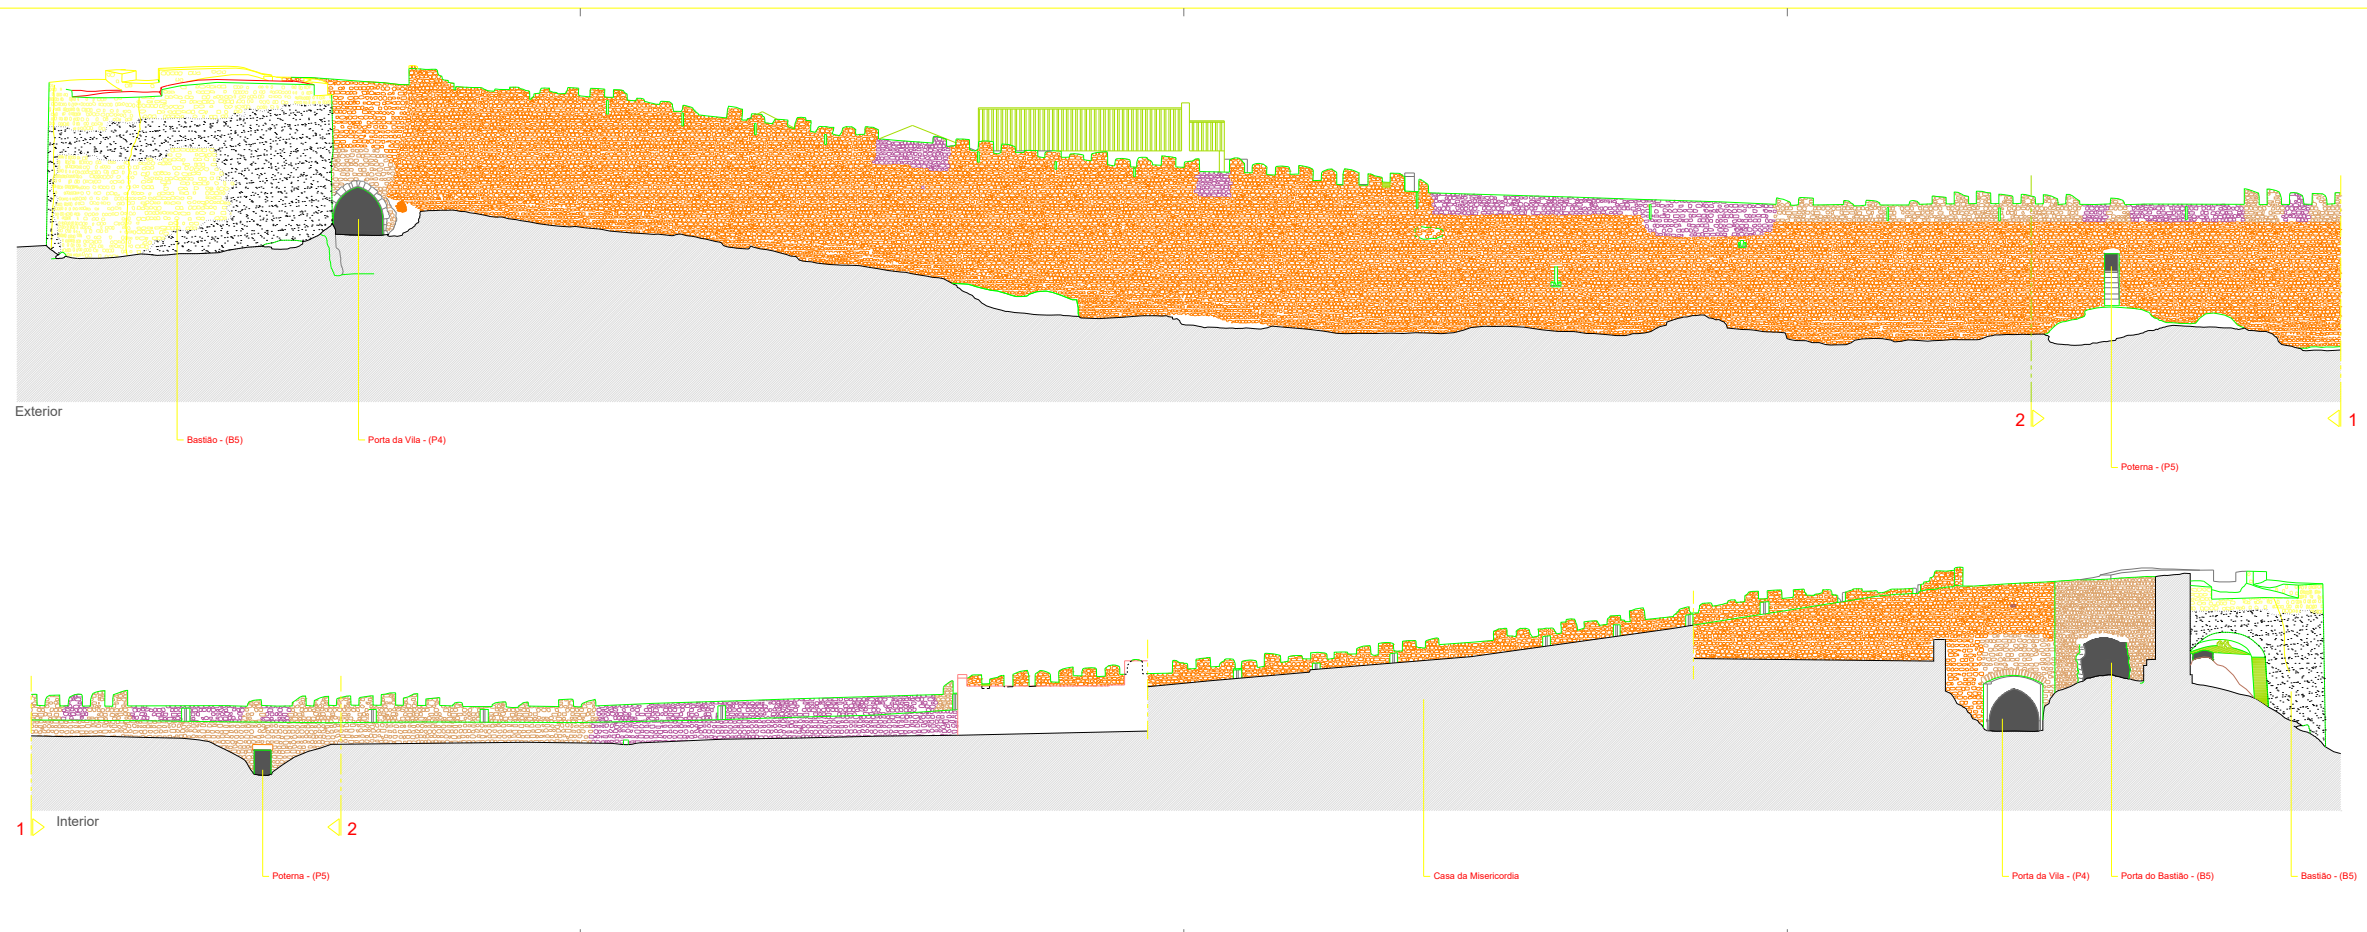 Exterior
2
1
Bastião - (B5)
Porta da Vila - (P4)
Poterna - (P5)
1
Interior
2
Poterna - (P5)
Casa da Misericordia
Porta da Vila - (P4)
Porta do Bastião - (B5)
Bastião - (B5)